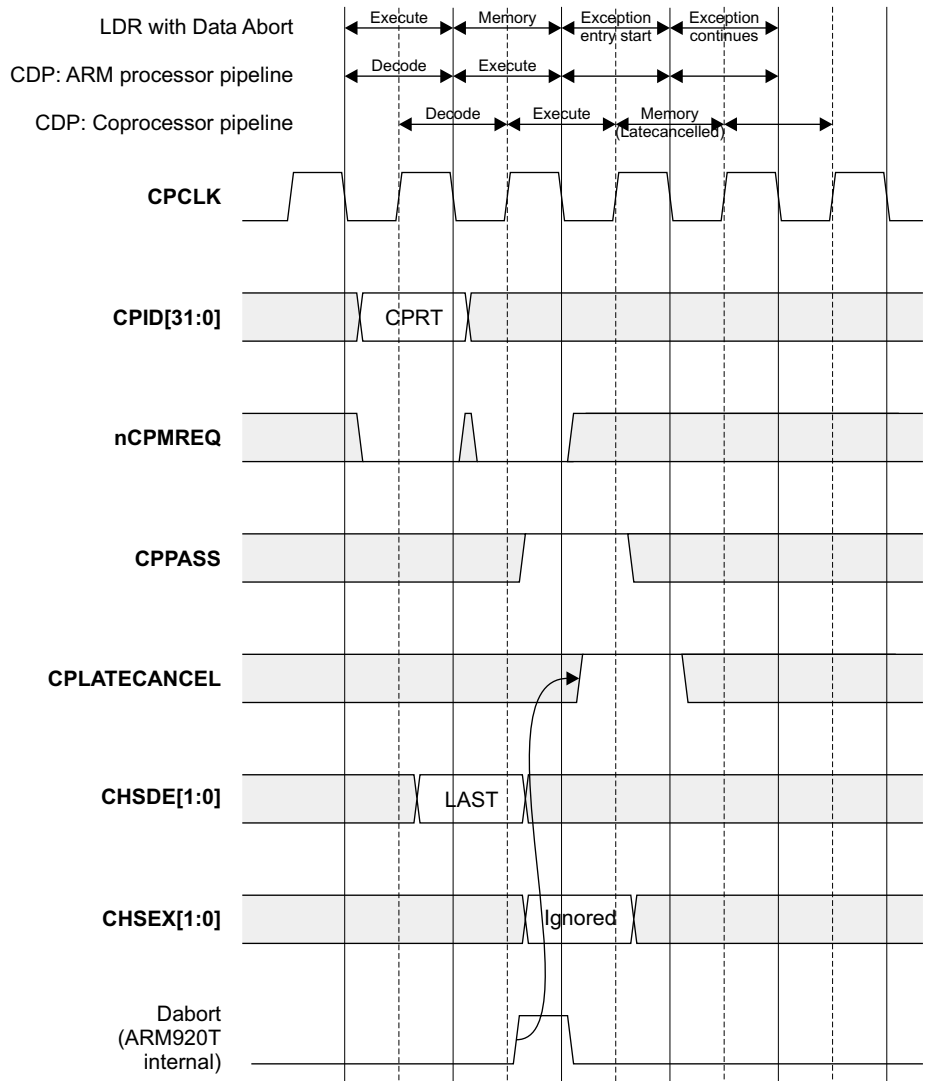 LDR with Data Abort
Execute
Memory
Exception
entry start
Exception
continues
CDP: ARM processor pipeline
Decode
Execute
CDP: Coprocessor pipeline
Decode
Execute
Memory
(Latecancelled)
CPCLK
CPID[31:0]
CPRT
nCPMREQ
CPPASS
CPLATECANCEL
CHSDE[1:0]
LAST
CHSEX[1:0]
Ignored
Dabort
(ARM920T
internal)